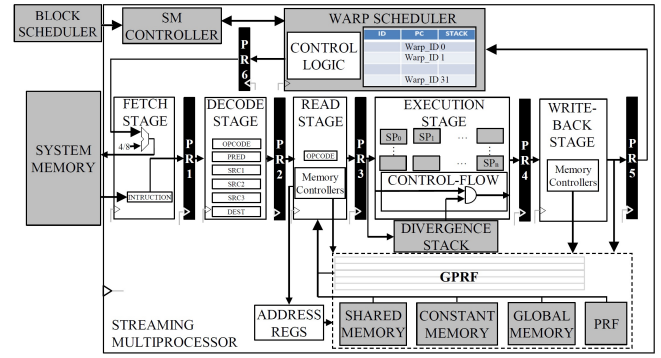 BLOCK
SCHEDULER
SM
CONTROLLER
WARP SCHEDULER
CONTROL
LOGIC
ID PC STACK
Warp_ID 0
Warp_ID 1
Warp_ID 31
PR6
SYSTEM
MEMORY
FETCH
STAGE
4/8
INTRUCTION
PR1
DECODE
STAGE
OPCODE
PRED
SRC1
SRC2
SRC3
DEST
PR2
READ
STAGE
OPCODE
Memory
Controllers
PR3
EXECUTION
STAGE
SP0 SP1 ...
... SPn
CONTROL-FLOW
DIVERGENCE
STACK
PR4
WRITE-
BACK
STAGE
Memory
Controllers
PR5
GPRF
ADDRESS
REGS
SHARED
MEMORY
CONSTANT
MEMORY
GLOBAL
MEMORY
PRF
STREAMING
MULTIPROCESSOR